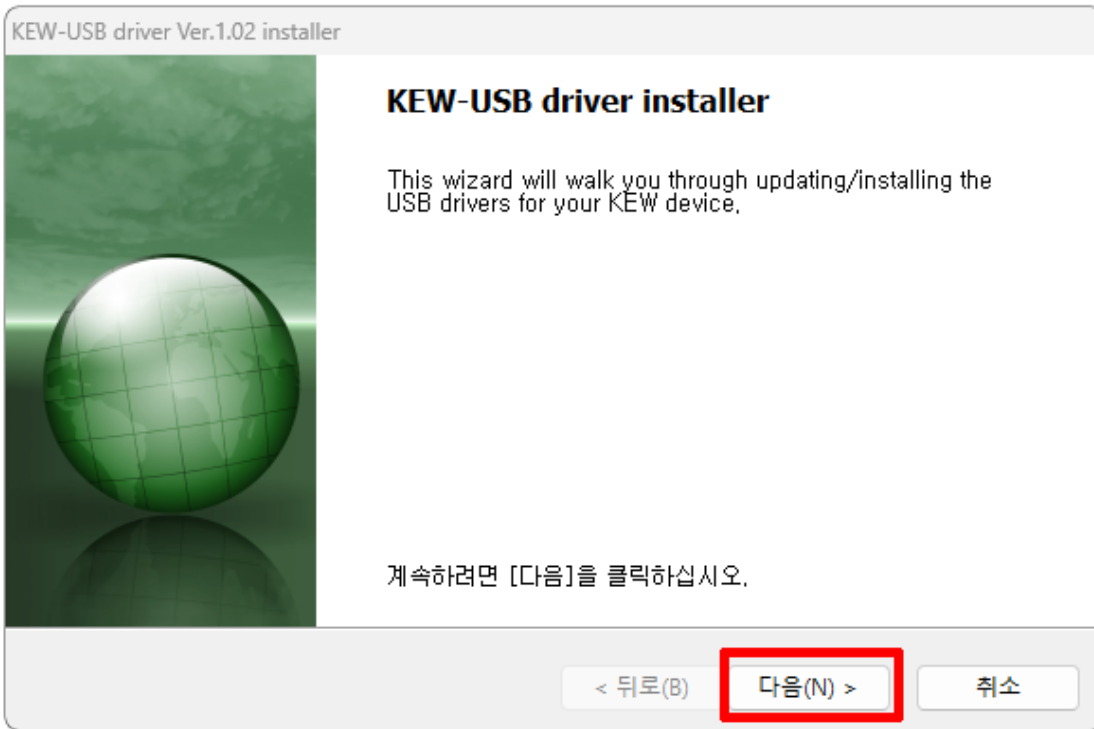 KEW-USB driver Ver.1.02 installer
KEW-USB driver installer
This wizard will walk you through updating/installing the
USB drivers for your KEW device.
계속하려면 [다음]을 클릭하십시오.
< 뒤로(B) 다음(N) > 취소